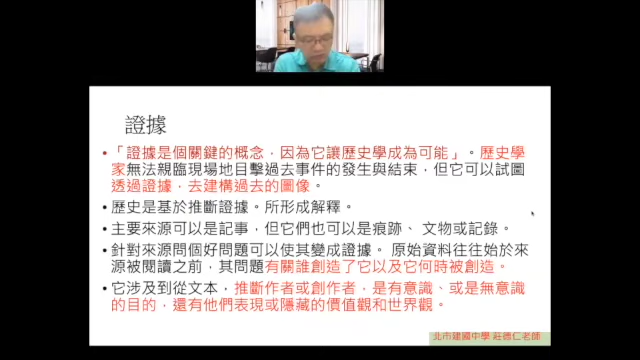 證據
•「證據是個關鍵的概念，因為它讓歷史學成為可能」。歷史學
家無法親臨現場地目擊過去事件的發生與結束，但它可以試圖
透過證據，去建構過去的圖像。
•歷史是基於推斷證據。所形成解釋。
•主要來源可以是記事，但它們也可以是痕跡、文物或記錄。
•針對來源問個好問題可以使其變成證據。 原始資料往往始於來
源被閱讀之前，其問題有關誰創造了它以及它何時被創造。
•它涉及到從文本，推斷作者或創作者，是有意識、或是無意識
的目的，還有他們表現或隱藏的價值觀和世界觀。
北市建國中學 莊德仁老師